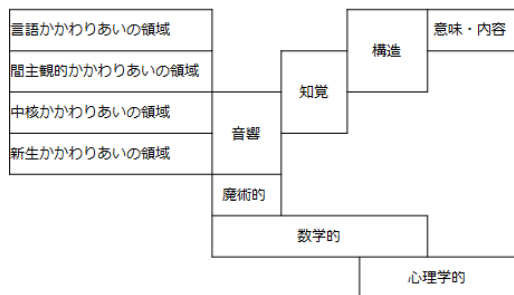 言語かかわりあいの領域
構造
意味・内容
間主観的かかわりあいの領域
知覚
中核かかわりあいの領域
音響
新生かかわりあいの領域
魔術的
数学的
心理学的